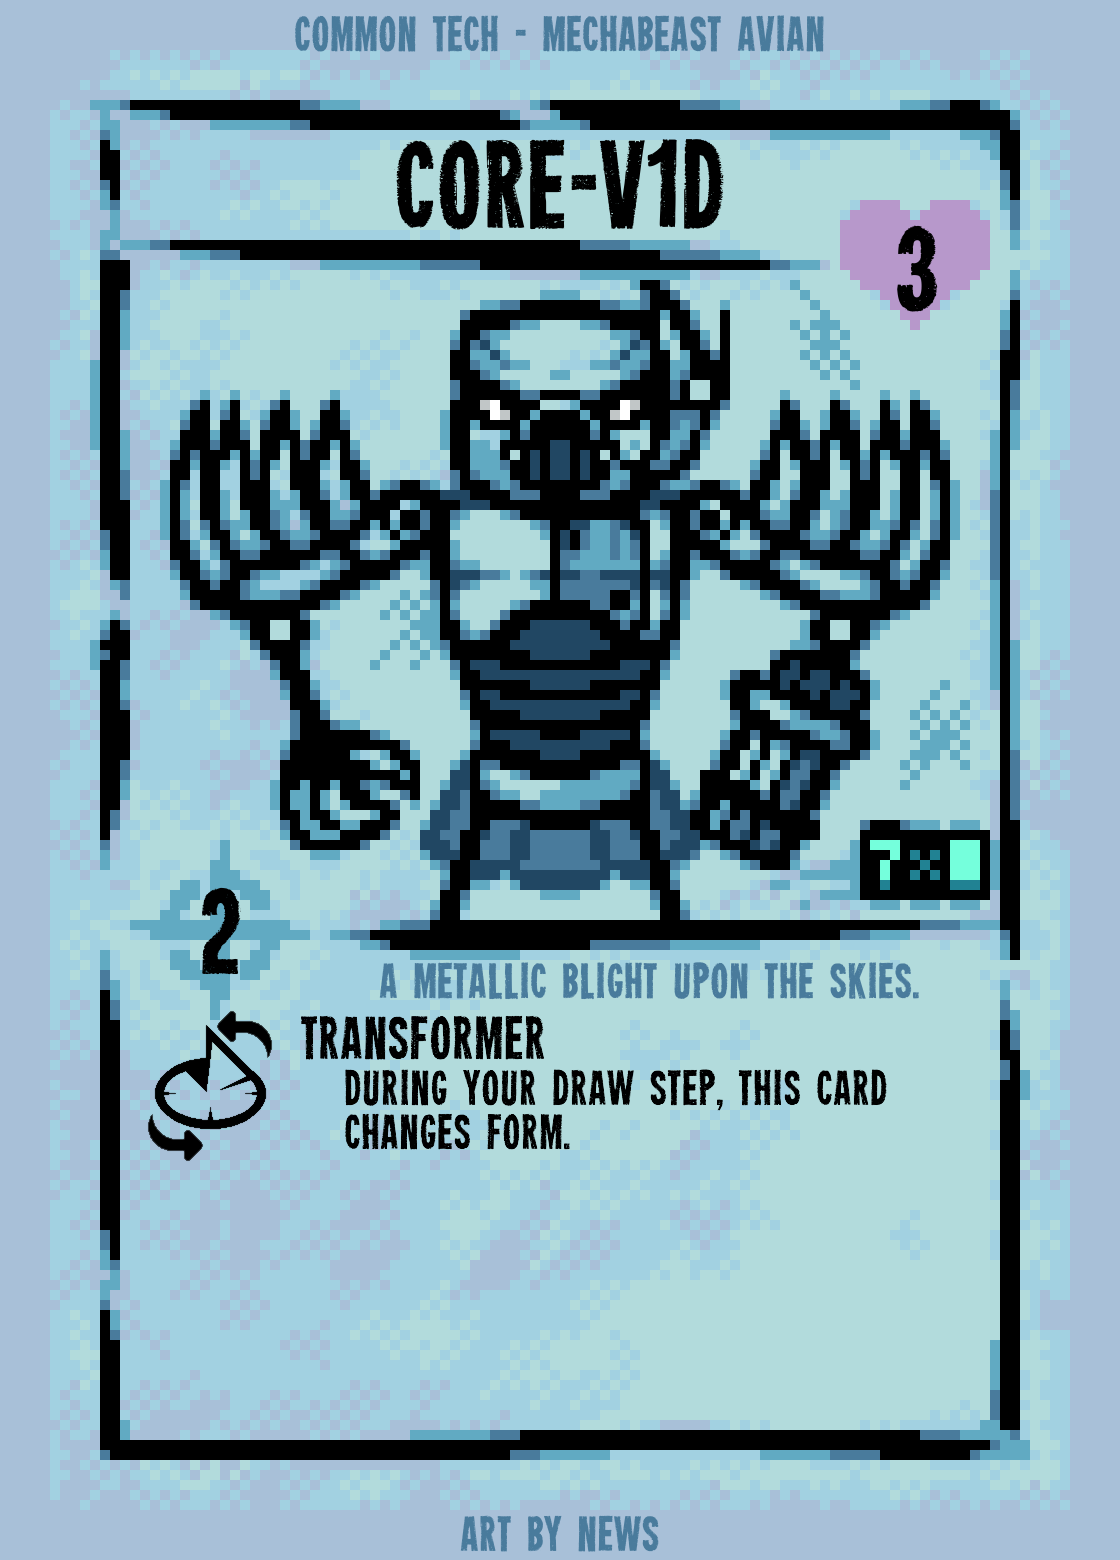 COMMON TECH - MECHABEAST AVIAN
CORE-V1D
3
7 X
2
A METALLIC BLIGHT UPON THE SKIES.
TRANSFORMER
DURING YOUR DRAW STEP, THIS CARD
CHANGES FORM.
ART BY NEWS